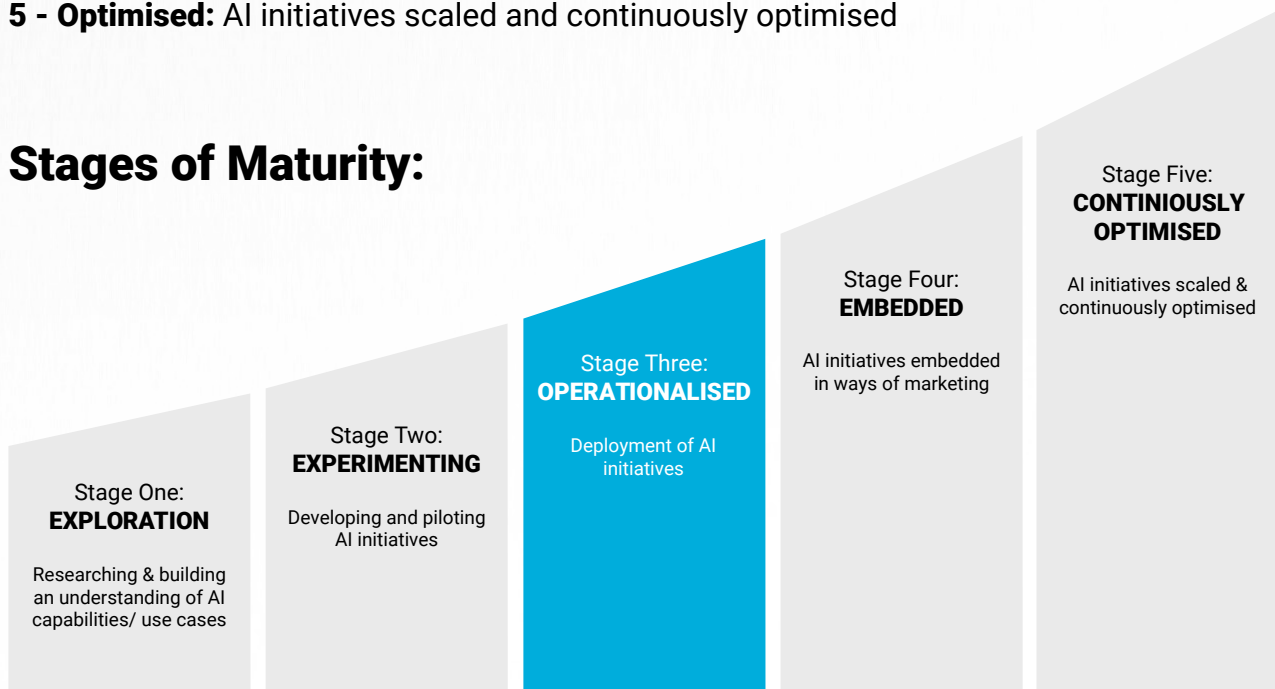 5 - Optimised: AI initiatives scaled and continuously optimised
Stages of Maturity:
Stage One:
EXPLORATION
Researching & building
an understanding of AI
capabilities/ use cases
Stage Two:
EXPERIMENTING
Developing and piloting
AI initiatives
Stage Three:
OPERATIONALISED
Deployment of AI
initiatives
Stage Four:
EMBEDDED
AI initiatives embedded
in ways of marketing
Stage Five:
CONTINIOUSLY
OPTIMISED
AI initiatives scaled &
continuously optimised